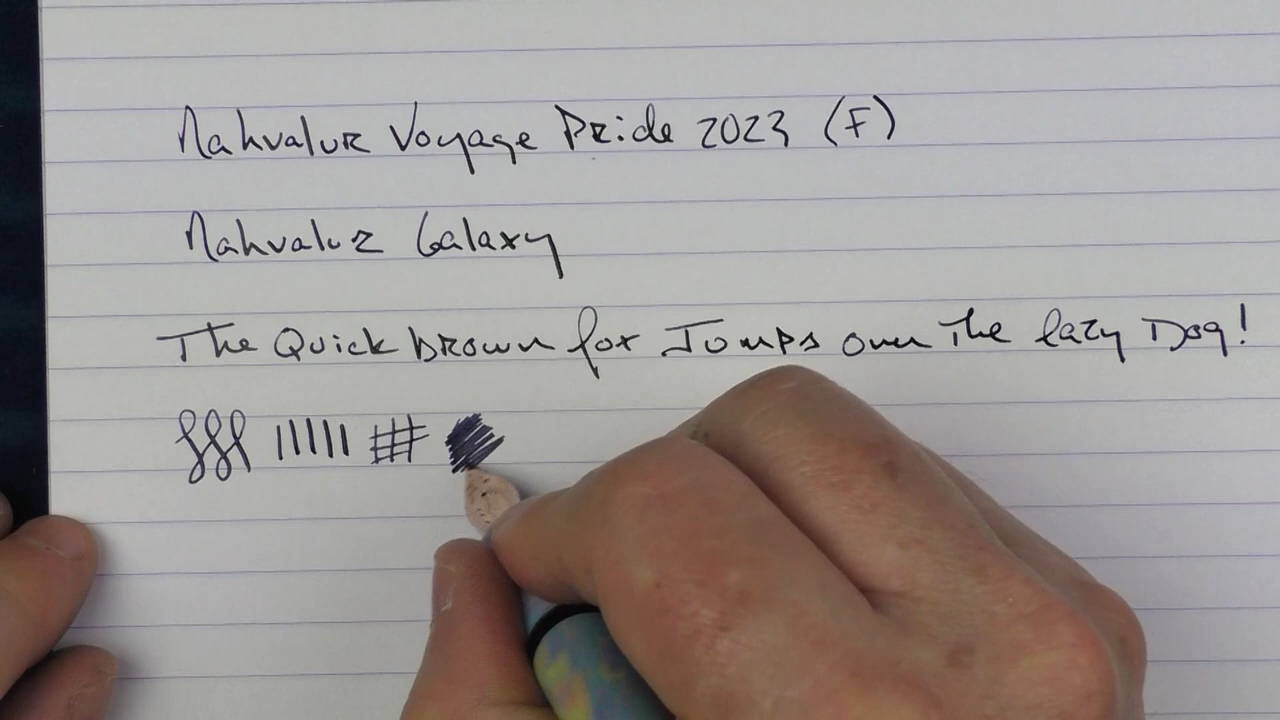 Nahvalur Voyage Pride 2023 (F)
Nahvalur Galaxy
The Quick brown fox Jumps over The lazy Dog!